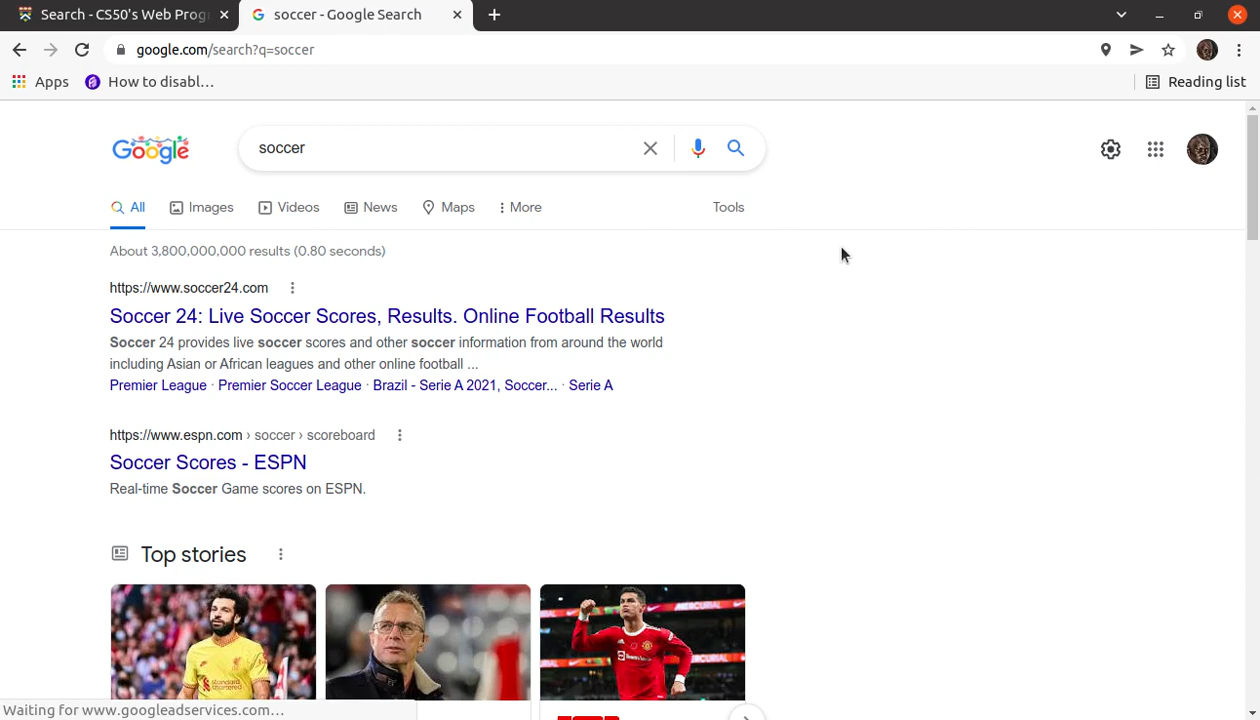 Search - CS50's Web Prog
soccer - Google Search
google.com/search?q=soccer
Apps
How to disabl...
Reading list
Google
soccer
All
Images
Videos
News
Maps
More
Tools
About 3,800,000,000 results (0.80 seconds)
https://www.soccer24.com
Soccer 24: Live Soccer Scores, Results. Online Football Results
Soccer 24 provides live soccer scores and other soccer information from around the world
including Asian or African leagues and other online football ...
Premier League · Premier Soccer League · Brazil - Serie A 2021, Soccer... · Serie A
https://www.espn.com › soccer › scoreboard
Soccer Scores - ESPN
Real-time Soccer Game scores on ESPN.
Top stories
Waiting for www.googleadservices.com...